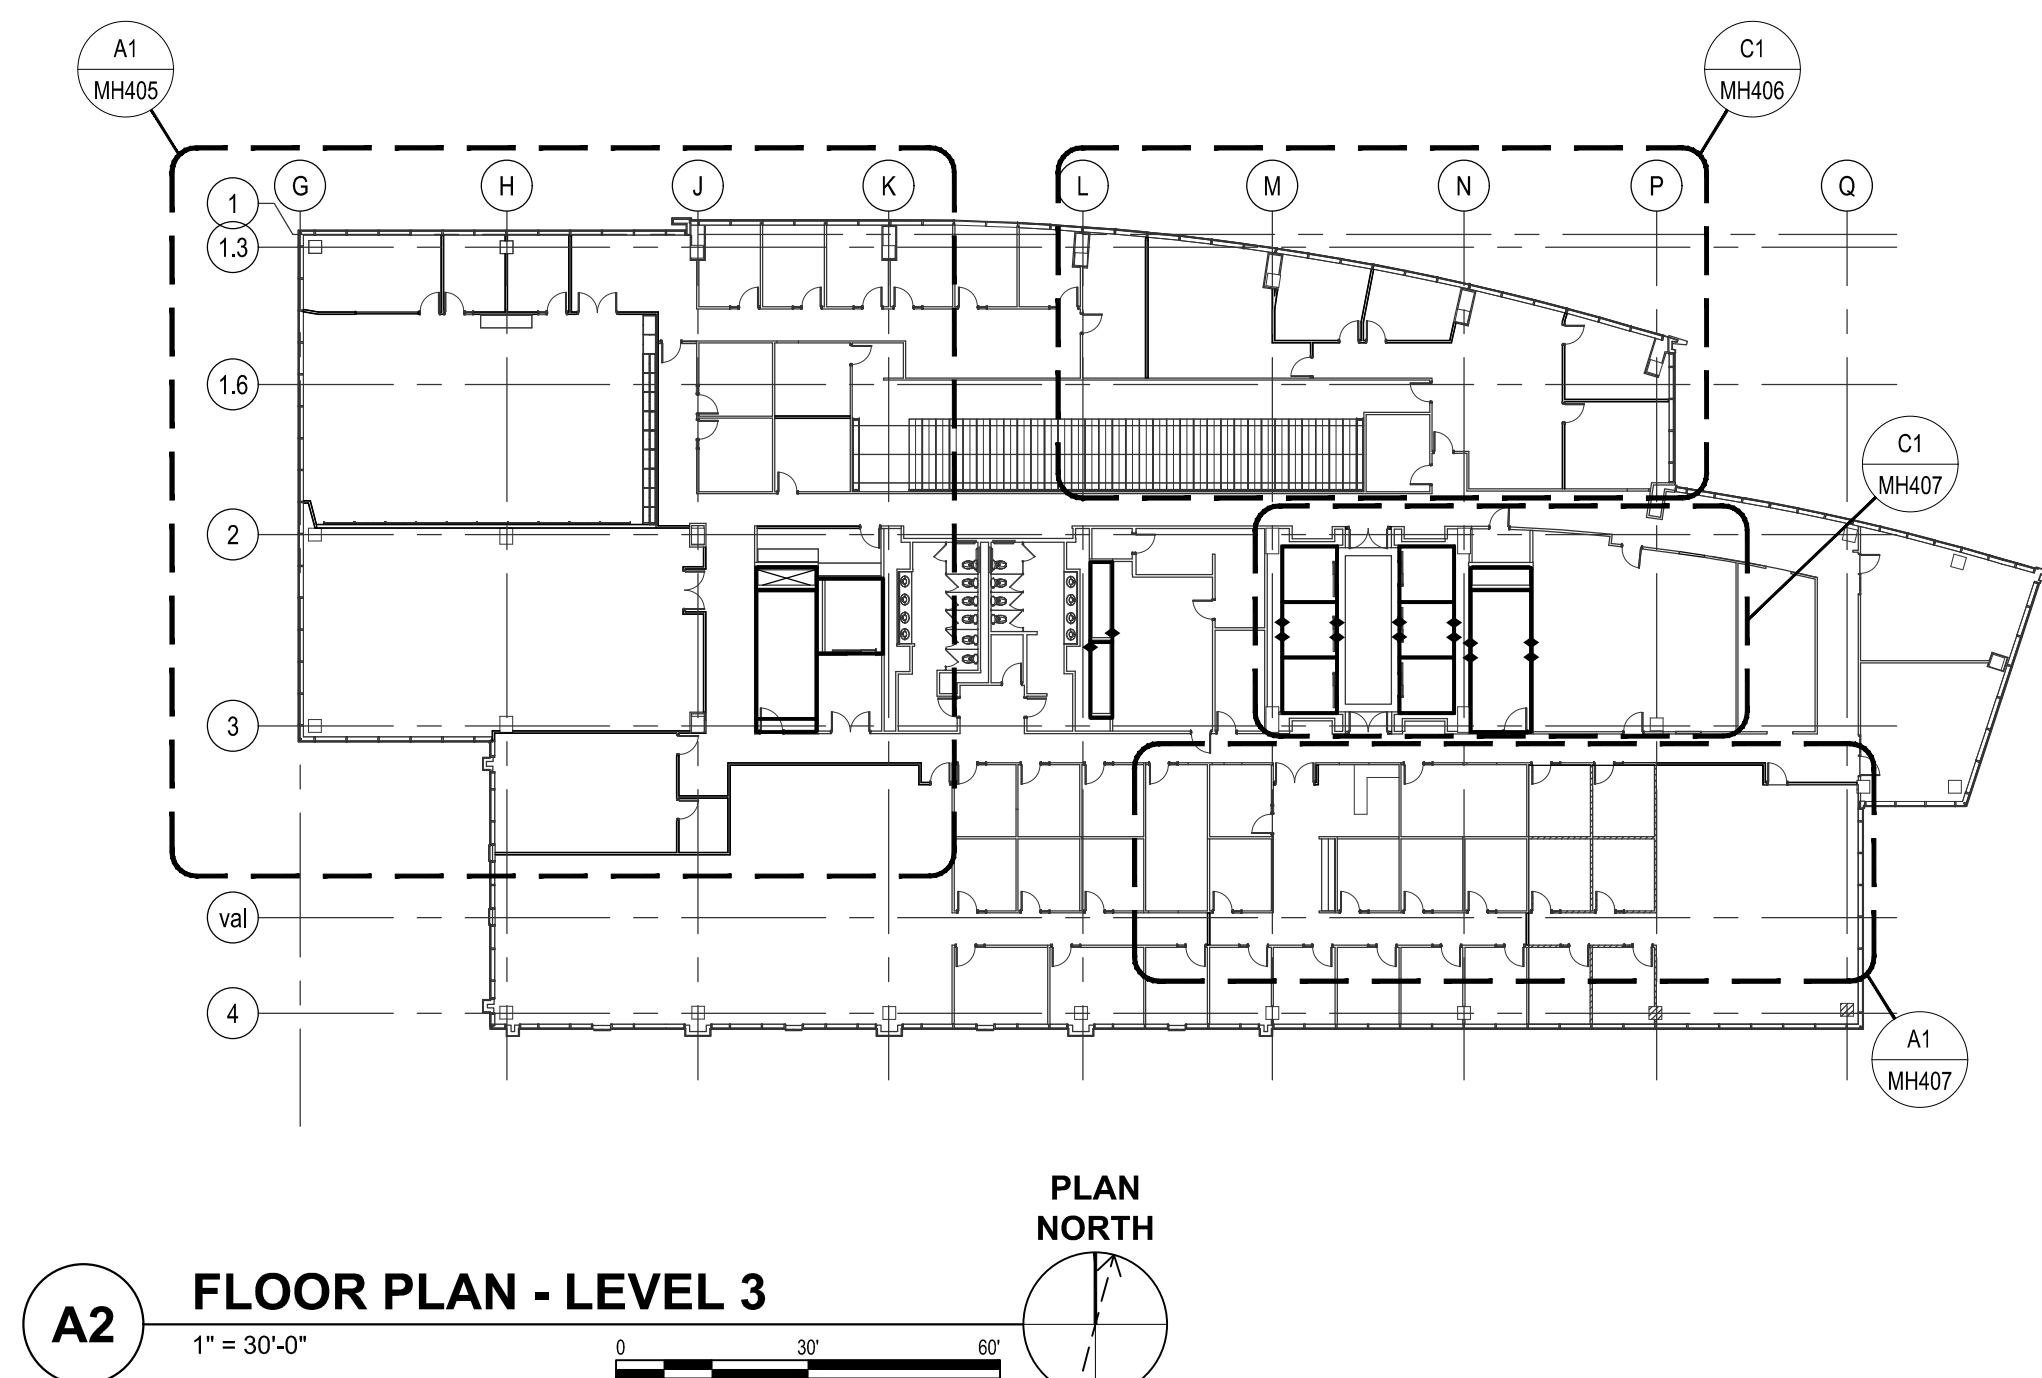 A1
MH405
C1
MH406
G
H
J
K
L
M
N
P
Q
1
1.3
1.6
C1
MH407
2
3
val
4
A1
MH407
PLAN
NORTH
A2
FLOOR PLAN - LEVEL 3
1" = 30'-0"
0
30'
60'